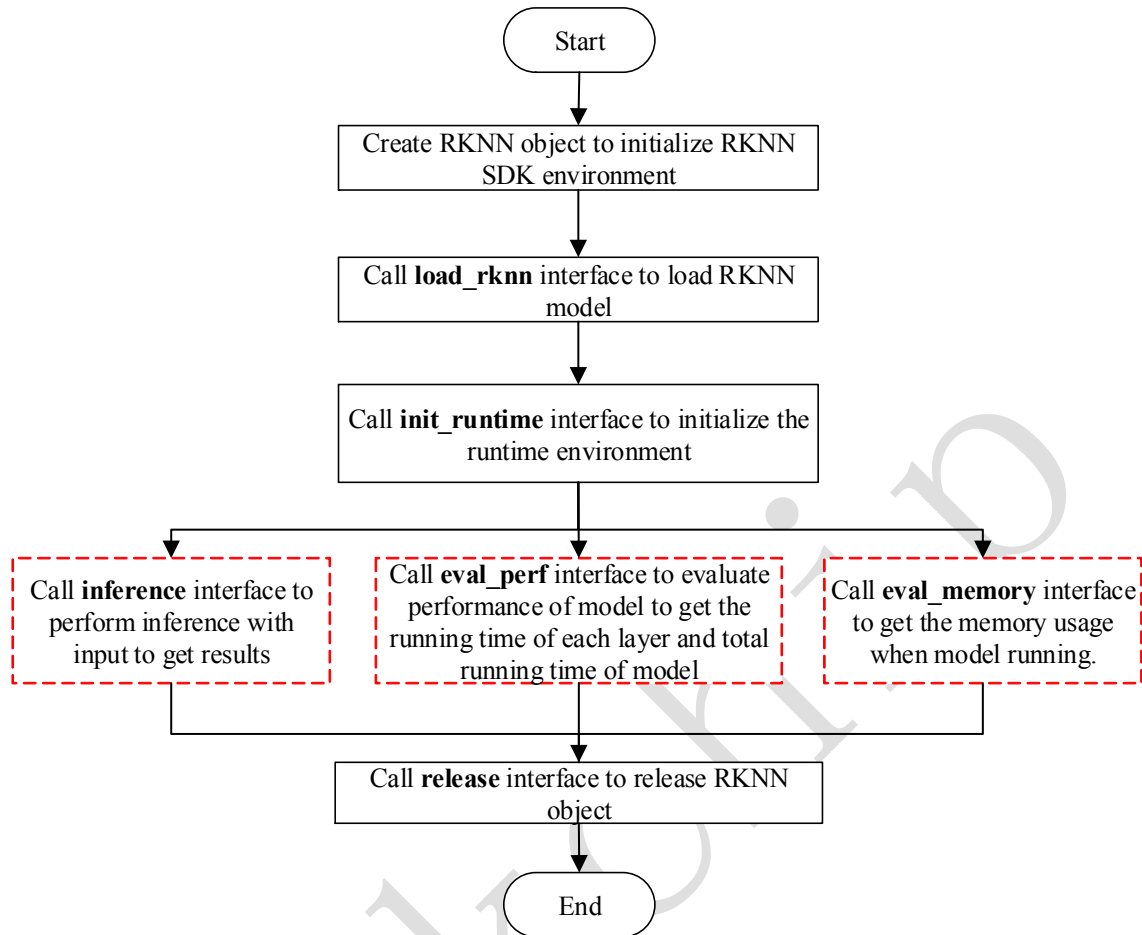 Start
Create RKNN object to initialize RKNN
SDK environment
Call load_rknn interface to load RKNN
model
Call init_runtime interface to initialize the
runtime environment
Call inference interface to
perform inference with
input to get results
Call eval_perf interface to evaluate
performance of model to get the
running time of each layer and total
running time of model
Call eval_memory interface
to get the memory usage
when model running.
Call release interface to release RKNN
object
End
kchip